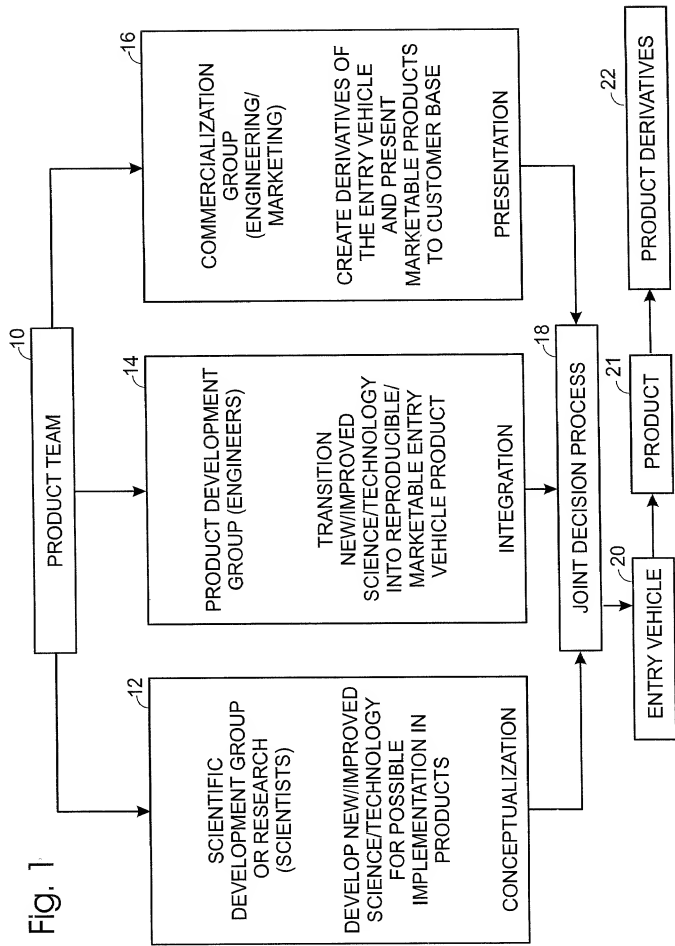 Fig. 1
10
PRODUCT TEAM
12
SCIENTIFIC
DEVELOPMENT GROUP
OR RESEARCH
(SCIENTISTS)
DEVELOP NEW/IMPROVED
SCIENCE/TECHNOLOGY
FOR POSSIBLE
IMPLEMENTATION IN
PRODUCTS
CONCEPTUALIZATION
14
PRODUCT DEVELOPMENT
GROUP (ENGINEERS)
TRANSITION
NEW/IMPROVED
SCIENCE/TECHNOLOGY
INTO REPRODUCIBLE/
MARKETABLE ENTRY
VEHICLE PRODUCT
INTEGRATION
16
COMMERCIALIZATION
GROUP
(ENGINEERING/
MARKETING)
CREATE DERIVATIVES OF
THE ENTRY VEHICLE
AND PRESENT
MARKETABLE PRODUCTS
TO CUSTOMER BASE
PRESENTATION
18
JOINT DECISION PROCESS
20
ENTRY VEHICLE
21
PRODUCT
22
PRODUCT DERIVATIVES